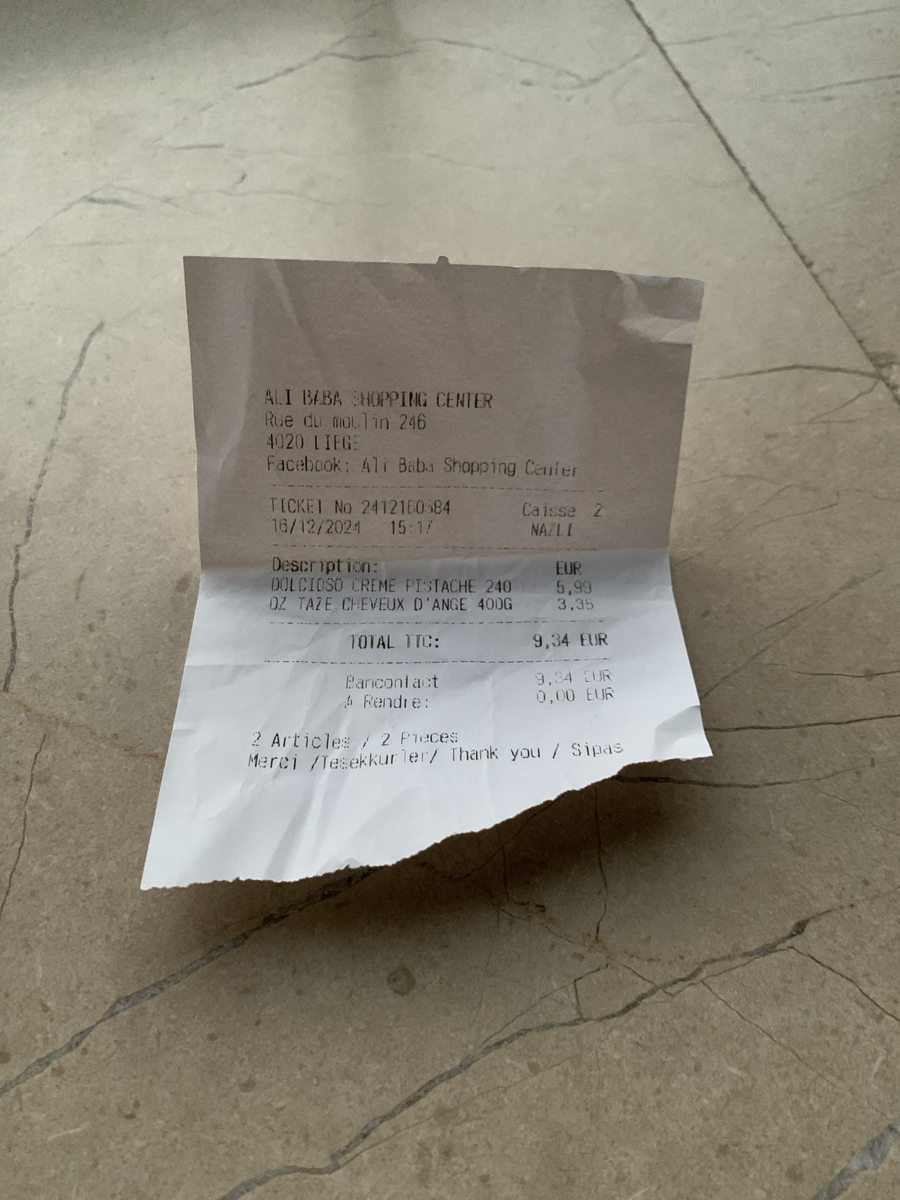 ALI BABA SHOPPING CENTER
Rue du moulin 246
4020 LIEGE
Facebook: Ali Baba Shopping Center
TICKET No 2412160584 Caisse 2
16/12/2024 15:17 NAZLI
Description: EUR
DOLCIOSO CREME PISTACHE 240 5,99
OZ TAZE CHEVEUX D'ANGE 400G 3,35
TOTAL TTC: 9,34 EUR
Bancontact 9,34 EUR
A Rendre: 0,00 EUR
2 Articles / 2 Pieces
Merci /Tesekkurler/ Thank you / Sipas